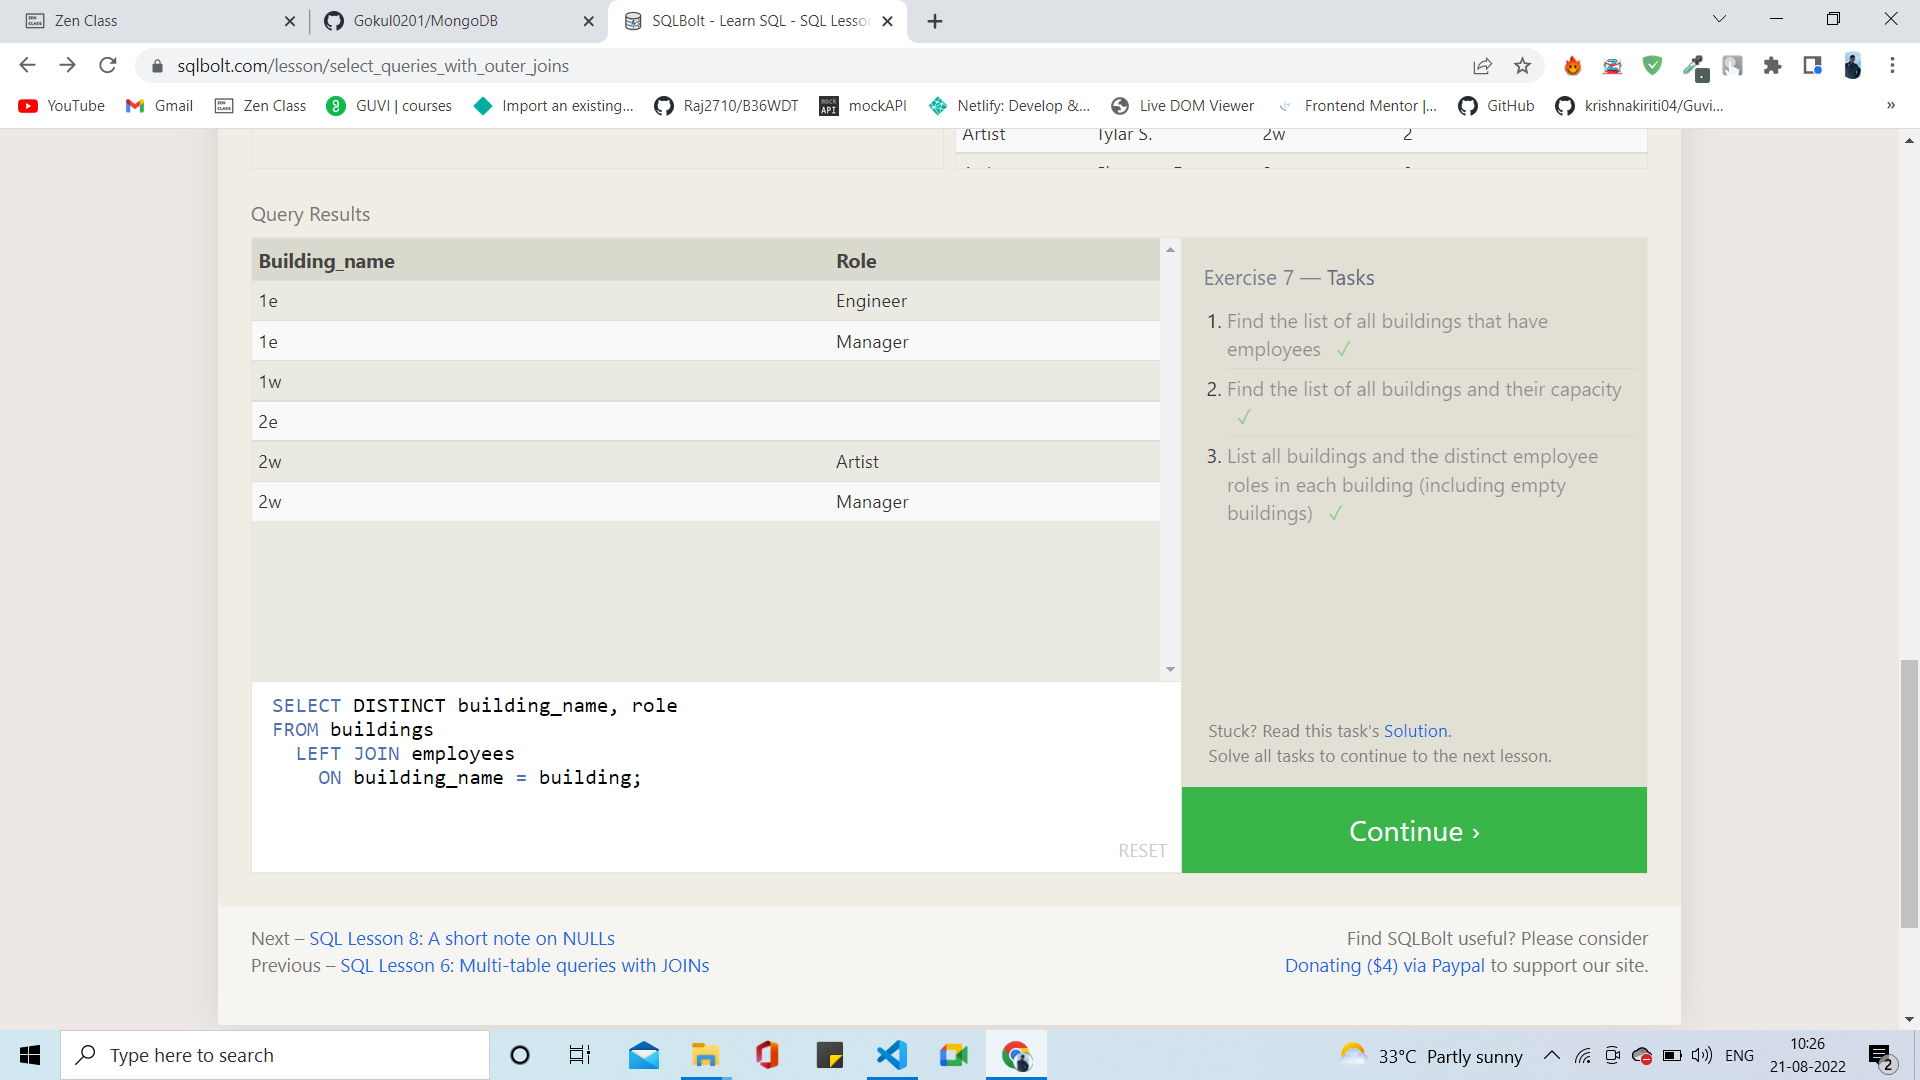 Zen Class
Gokul0201/MongoDB
SQLBolt - Learn SQL - SQL Lesson
sqlbolt.com/lesson/select_queries_with_outer_joins
YouTube
Gmail
Zen Class
GUVI | courses
Import an existing...
Raj2710/B36WDT
mockAPI
Netlify: Develop &...
Live DOM Viewer
Frontend Mentor |...
GitHub
krishnakiriti04/Guvi...
»
Artist Tylar S. 2w 2
Query Results
Building_name Role
1e Engineer
1e Manager
1w
2e
2w Artist
2w Manager
SELECT DISTINCT building_name, role
FROM buildings
LEFT JOIN employees
ON building_name = building;
RESET
Exercise 7 — Tasks
1. Find the list of all buildings that have
employees ✓
2. Find the list of all buildings and their capacity
✓
3. List all buildings and the distinct employee
roles in each building (including empty
buildings) ✓
Stuck? Read this task's Solution.
Solve all tasks to continue to the next lesson.
Continue ›
Next – SQL Lesson 8: A short note on NULLs
Previous – SQL Lesson 6: Multi-table queries with JOINs
Find SQLBolt useful? Please consider
Donating ($4) via Paypal to support our site.
Type here to search
33°C Partly sunny
ENG
10:26
21-08-2022
2